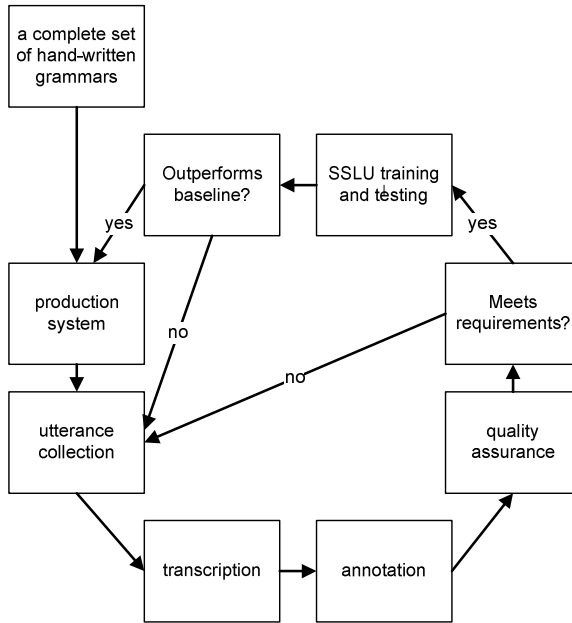 a complete set
of hand-written
grammars
Outperforms
baseline?
SSLU training
and testing
yes
yes
production
system
Meets
requirements?
no
no
utterance
collection
quality
assurance
transcription
annotation